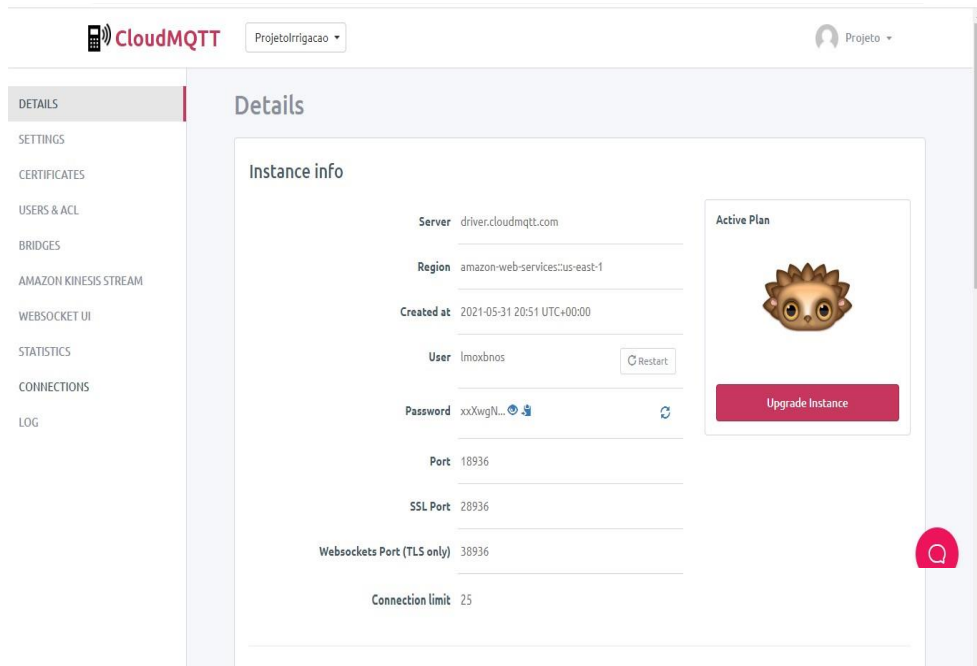 CloudMQTT
ProjetoIrrigacao
Projeto
DETAILS
SETTINGS
CERTIFICATES
USERS & ACL
BRIDGES
AMAZON KINESIS STREAM
WEBSOCKET UI
STATISTICS
CONNECTIONS
LOG
Details
Instance info
Server driver.cloudmqtt.com
Region amazon-web-services::us-east-1
Created at 2021-05-31 20:51 UTC+00:00
User lmoxbnos Restart
Password xxXwgN...
Port 18936
SSL Port 28936
Websockets Port (TLS only) 38936
Connection limit 25
Active Plan
Upgrade Instance